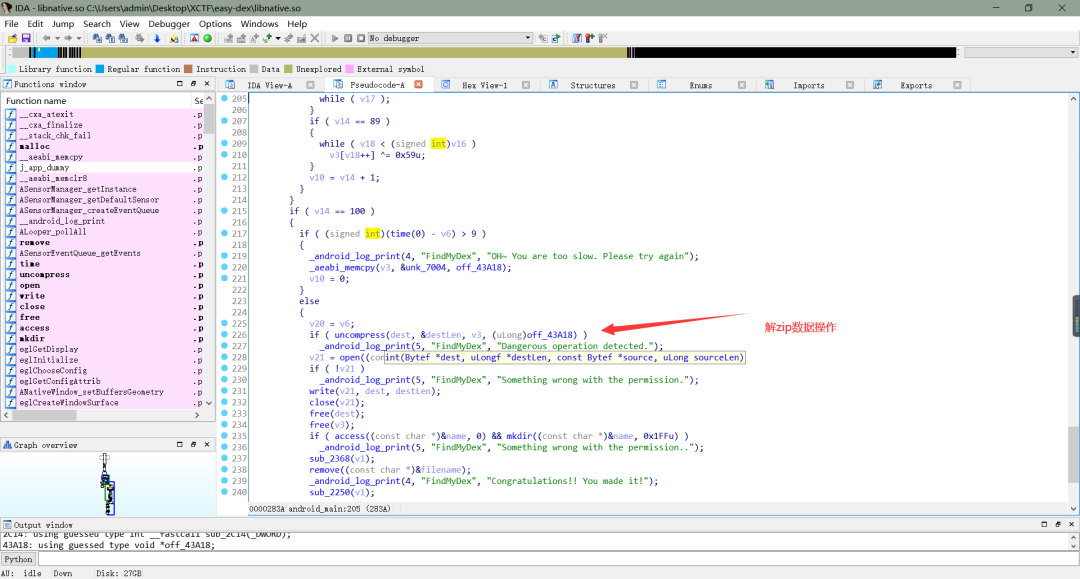 IDA - libnative.so C:\Users\admin\Desktop\XCTF\easy-dex\libnative.so
File Edit Jump Search View Debugger Options Windows Help
No debugger
Library function Regular function Instruction Data Unexplored External symbol
Functions window
IDA View-A Pseudocode-A Hex View-1 Structures Enums Imports Exports
Function name Se
__cxa_atexit .p
__cxa_finalize .p
__stack_chk_fail .p
malloc .p
__aeabi_memcpy .p
j_app_dummy .p
__aeabi_memclr8 .p
ASensorManager_getInstance .p
ASensorManager_getDefaultSensor .p
ASensorManager_createEventQueue .p
__android_log_print .p
ALooper_pollAll .p
remove .p
ASensorEventQueue_getEvents .p
time .p
uncompress .p
open .p
write .p
close .p
free .p
access .p
mkdir .p
eglGetDisplay .p
eglInitialize .p
eglChooseConfig .p
eglGetConfigAttrib .p
ANativeWindow_setBuffersGeometry .p
eglCreateWindowSurface .p
205 while ( v17 );
206 }
207 if ( v14 == 89 )
208 {
209 while ( v18 < (signed int)v16 )
210 v3[v18++] ^= 0x59u;
211 }
212 v10 = v14 + 1;
213 }
214 }
215 if ( v14 == 100 )
216 {
217 if ( (signed int)(time(0) - v6) > 9 )
218 {
219 _android_log_print(4, "FindMyDex", "OH~ You are too slow. Please try again");
220 _aeabi_memcpy(v3, &unk_7004, off_43A18);
221 v10 = 0;
222 }
223 else
224 {
225 v20 = v6;
226 if ( uncompress(dest, &destLen, v3, (uLong)off_43A18) )
227 _android_log_print(5, "FindMyDex", "Dangerous operation detected.");
228 v21 = open((con
int(Bytef *dest, uLongf *destLen, const Bytef *source, uLong sourceLen)
229 if ( !v21 )
230 _android_log_print(5, "FindMyDex", "Something wrong with the permission.");
231 write(v21, dest, destLen);
232 close(v21);
233 free(dest);
234 free(v3);
235 if ( access((const char *)&name, 0) && mkdir((const char *)&name, 0x1FFu) )
236 _android_log_print(5, "FindMyDex", "Something wrong with the permission..");
237 sub_2368(v1);
238 remove((const char *)&filename);
239 _android_log_print(4, "FindMyDex", "Congratulations!! You made it!");
240 sub_2250(v1);
解zip数据操作
0000283A android_main:205 (283A)
Graph overview
Output window
2C14: using guessed type int __fastcall sub_2C14(_DWORD);
43A18: using guessed type void *off_43A18;
Python
AU: idle Down Disk: 27GB